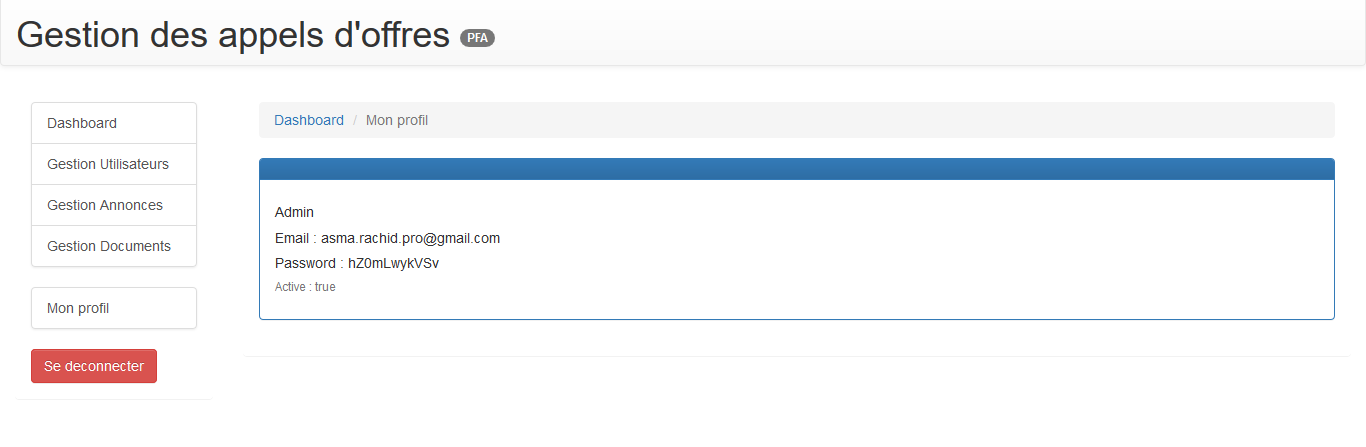 Gestion des appels d'offres PFA
Dashboard
Gestion Utilisateurs
Gestion Annonces
Gestion Documents
Mon profil
Se deconnecter
Dashboard / Mon profil
Admin
Email : asma.rachid.pro@gmail.com
Password : hZ0mLwykVSv
Active : true